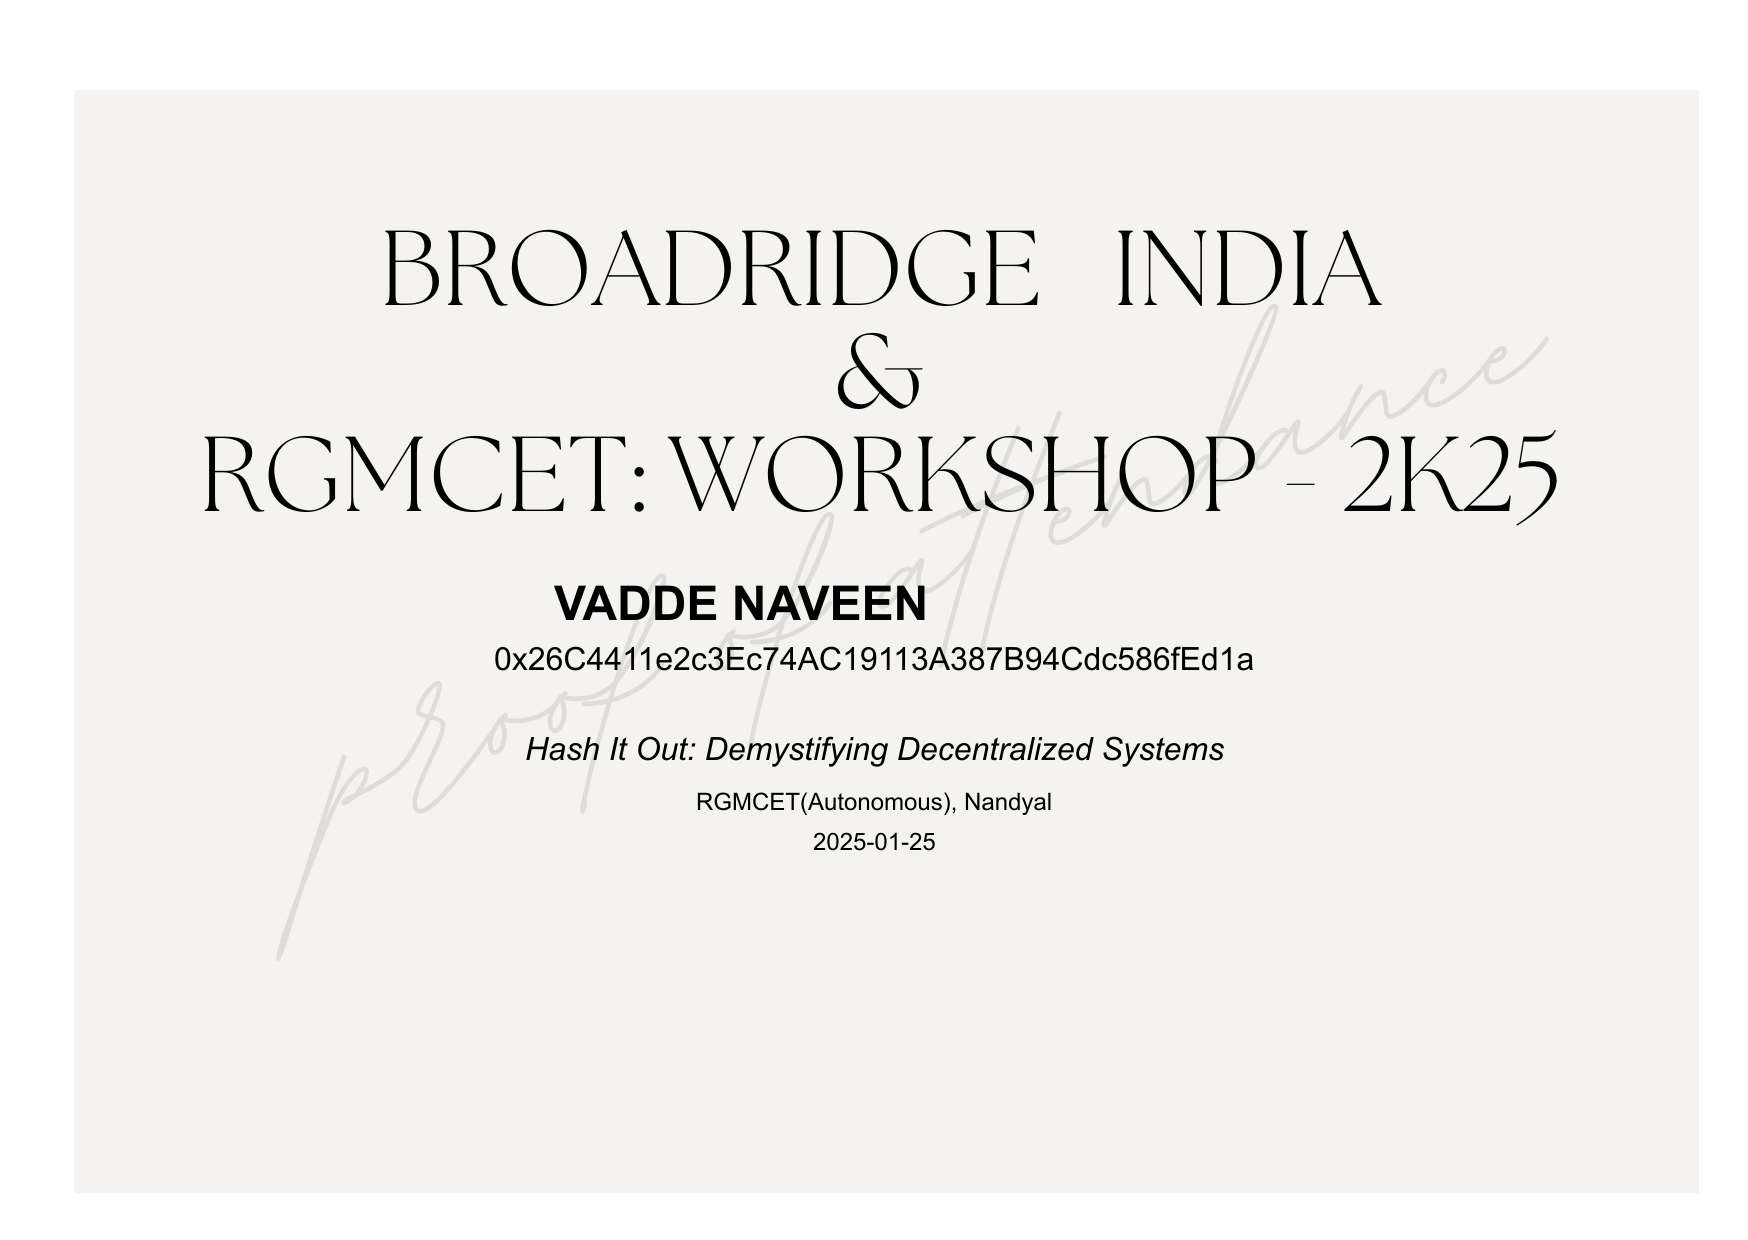 BROADRIDGE INDIA
&
RGMCET: WORKSHOP - 2K25
proof of attendance
VADDE NAVEEN
0x26C4411e2c3Ec74AC19113A387B94Cdc586fEd1a
Hash It Out: Demystifying Decentralized Systems
RGMCET(Autonomous), Nandyal
2025-01-25